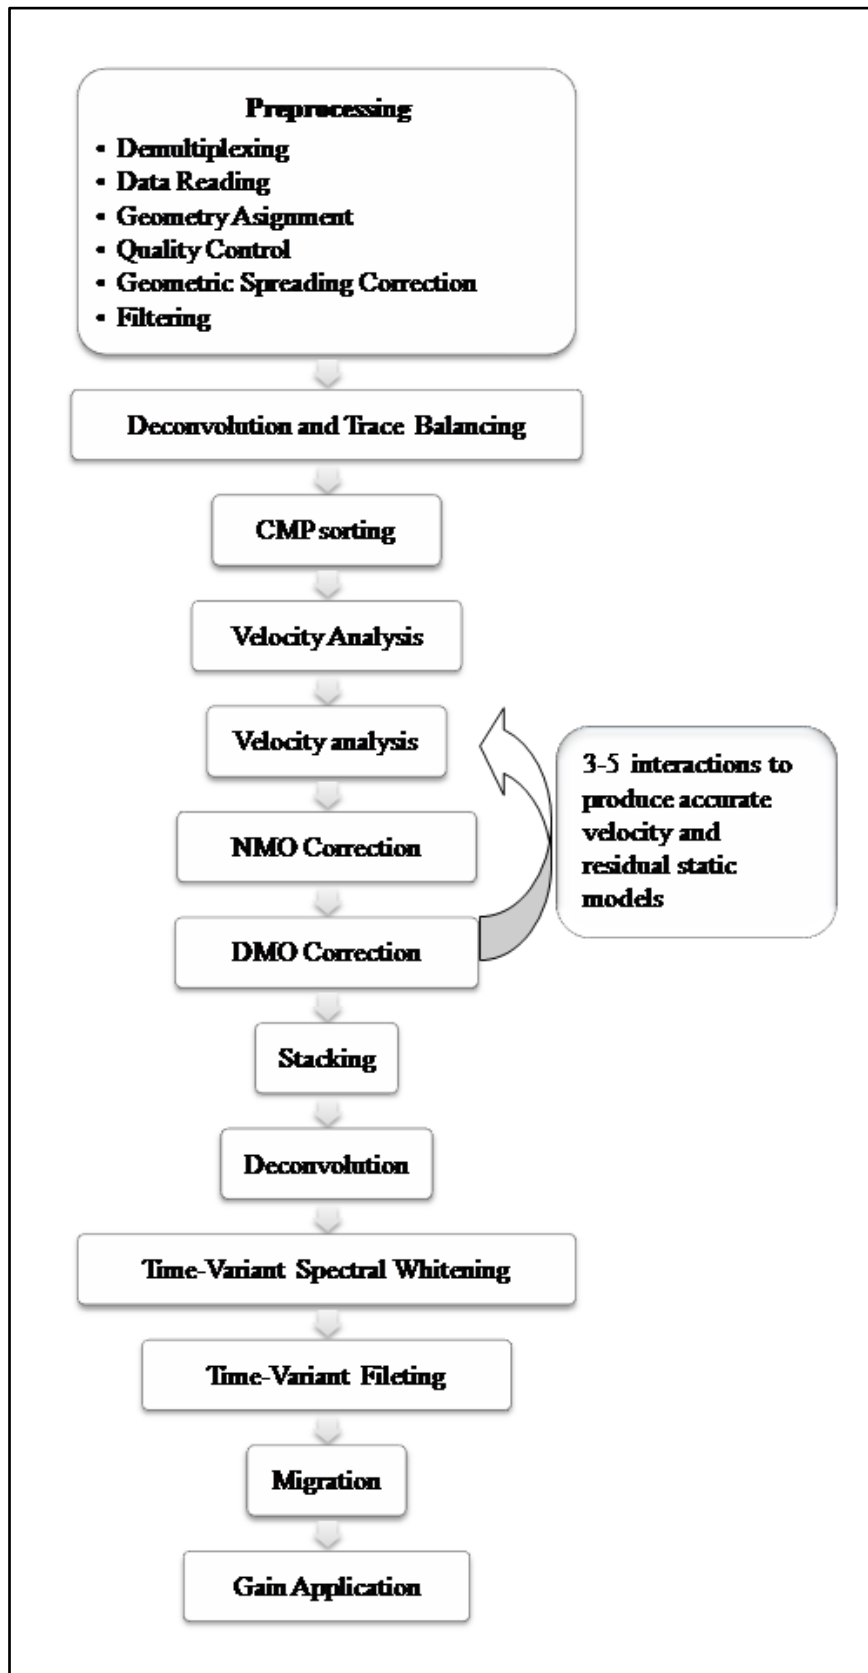 Preprocessing
• Demultiplexing
• Data Reading
• Geometry Asignment
• Quality Control
• Geometric Spreading Correction
• Filtering
Deconvolution and Trace Balancing
CMP sorting
Velocity Analysis
Velocity analysis
3-5 interactions to
produce accurate
velocity and
residual static
models
NMO Correction
DMO Correction
Stacking
Deconvolution
Time-Variant Spectral Whitening
Time-Variant Fileting
Migration
Gain Application